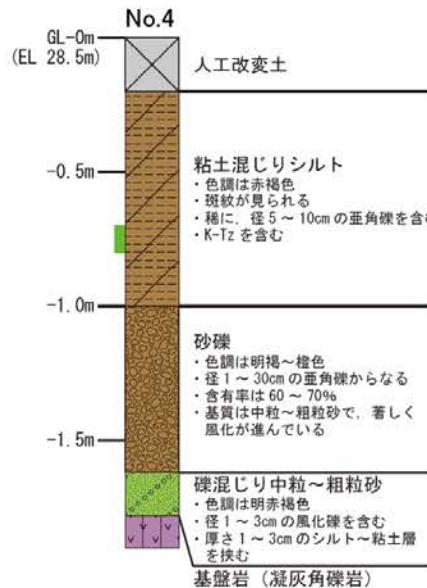 No.4
GL-0m
(EL 28.5m)
人工改変土
-0.5m
粘土混じりシルト
・色調は赤褐色
・斑紋が見られる
・稀に、径5～10cmの亜角礫を含む
・K-Tzを含む
-1.0m
砂礫
・色調は明褐～橙色
・径1～30cmの亜角礫からなる
・含有率は60～70%
・基質は中粒～粗粒砂で、著しく
風化が進んでいる
-1.5m
礫混じり中粒～粗粒砂
・色調は明赤褐色
・径1～3cmの風化礫を含む
・厚さ1～3cmのシルト～粘土層
を挟む
基盤岩（凝灰角礫岩）